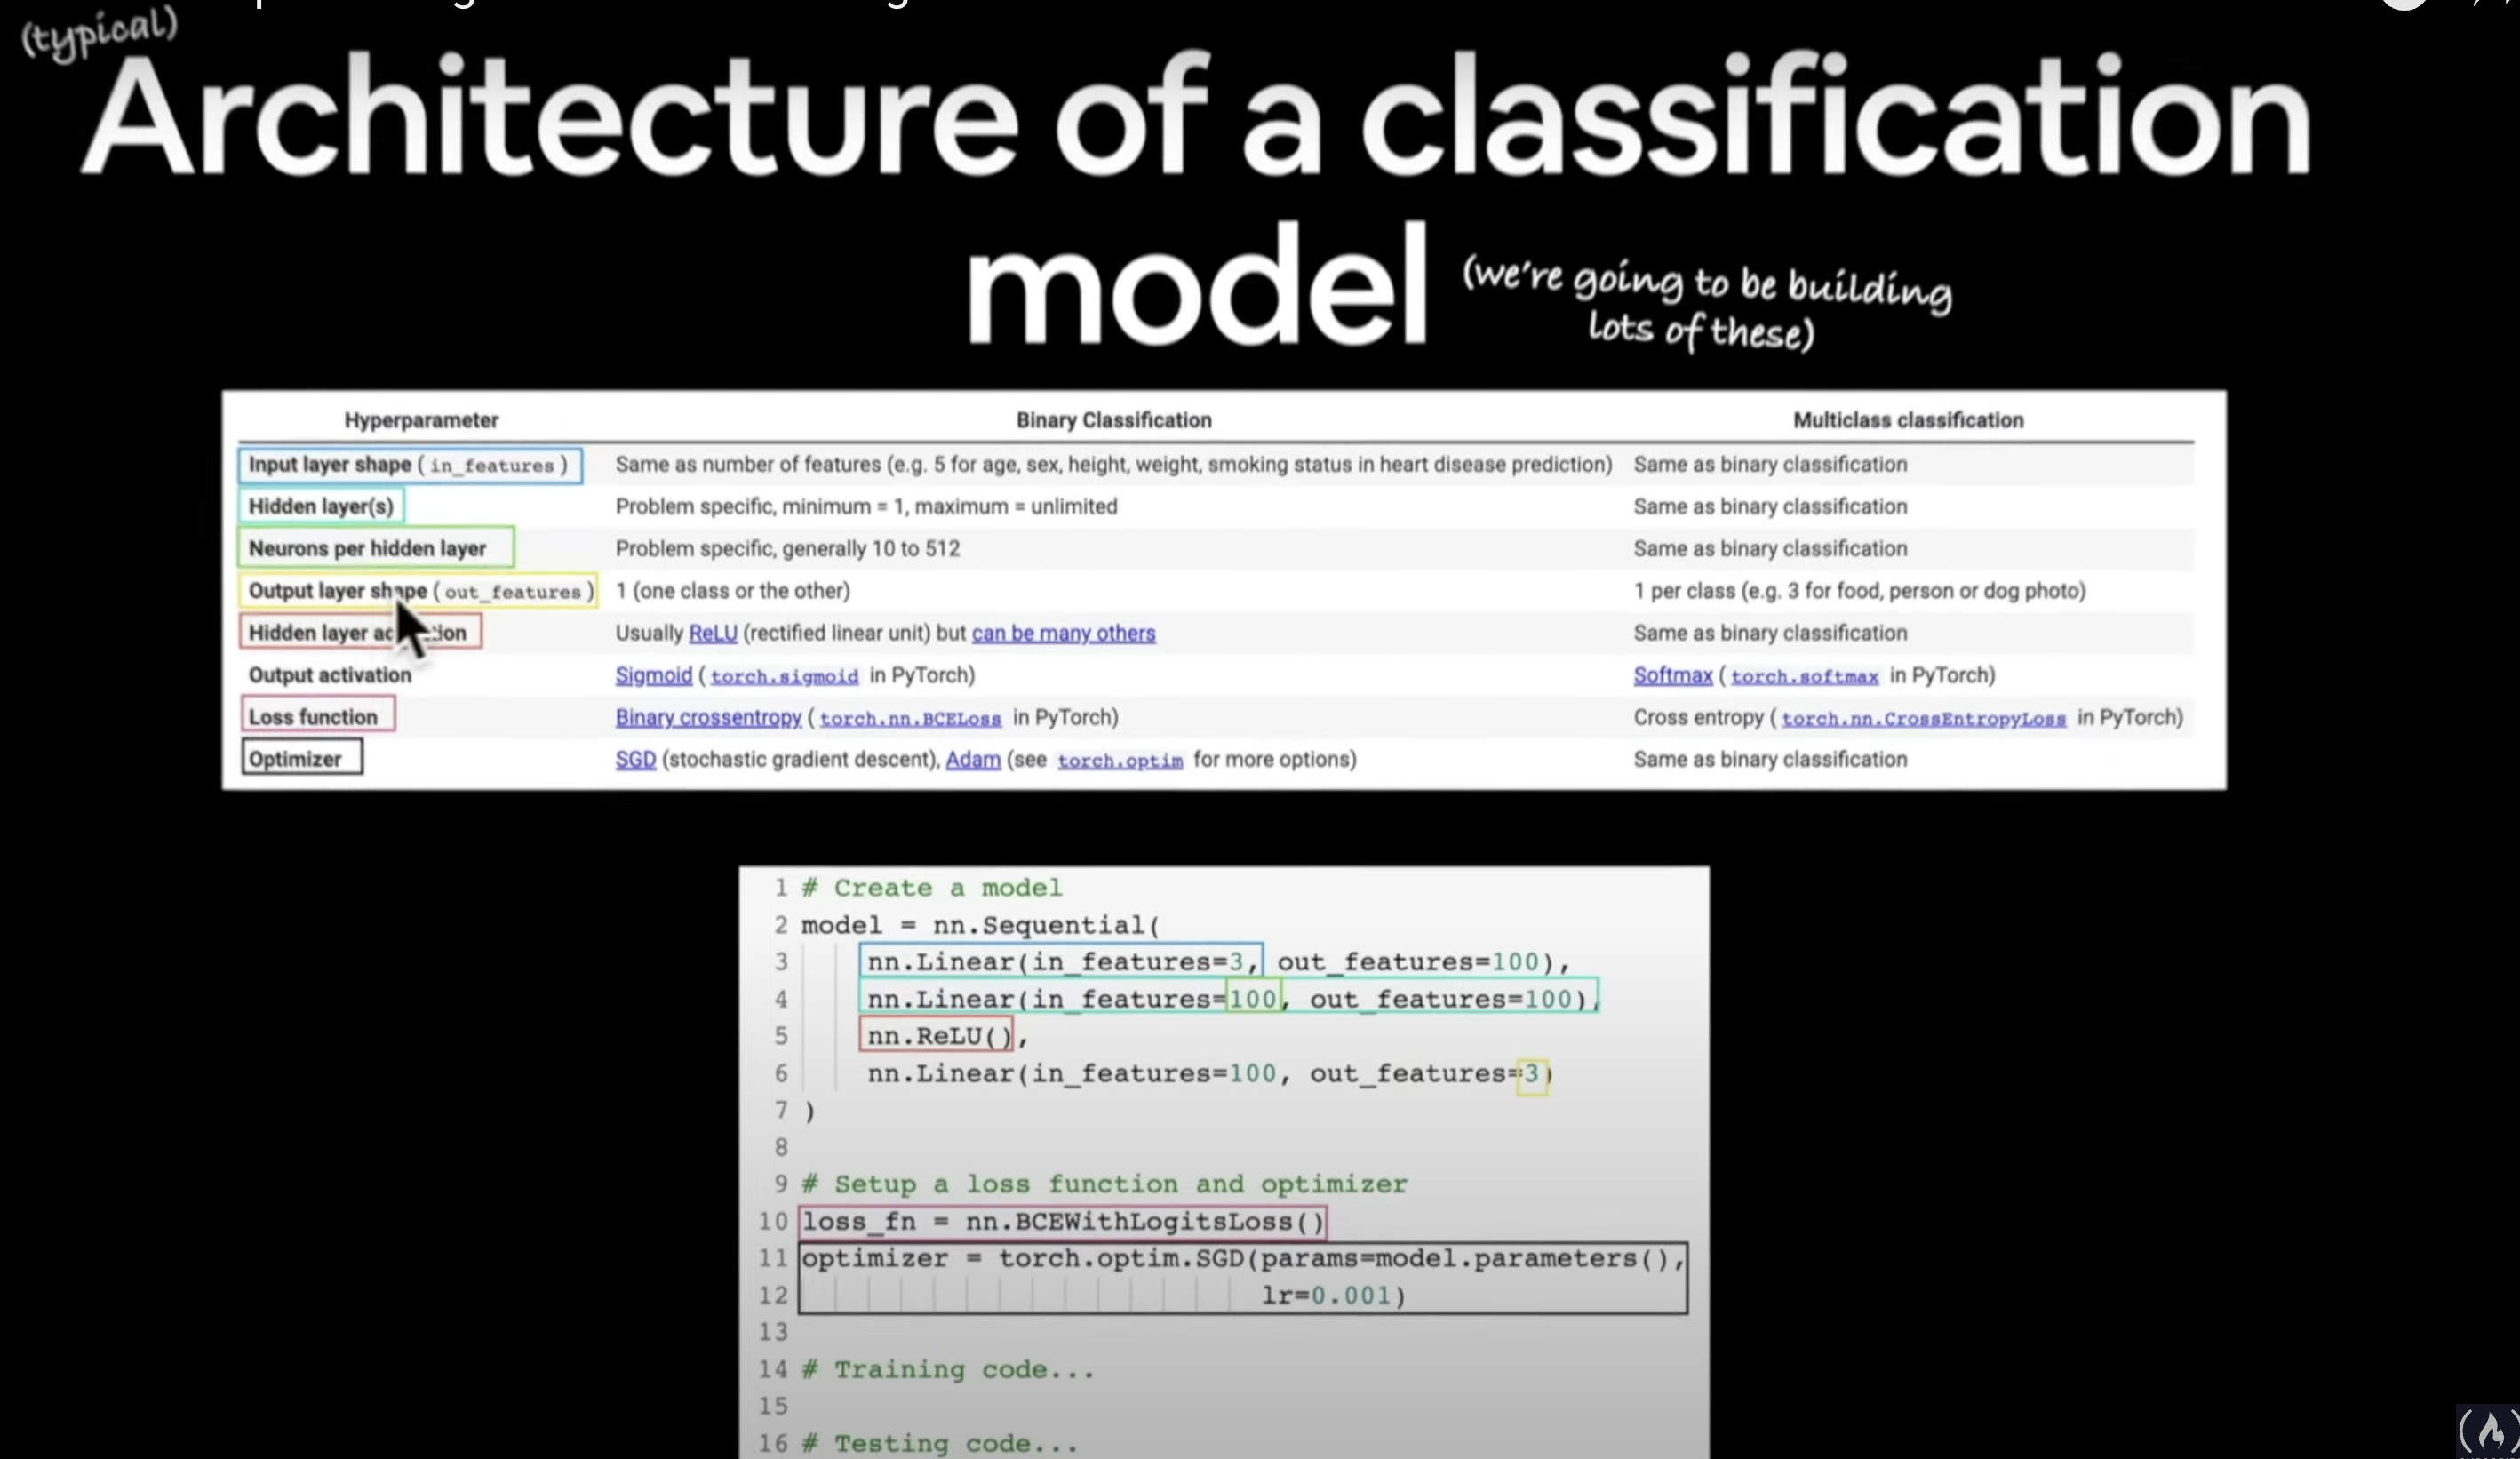 (typical)
Architecture of a classification
model (we're going to be building
lots of these)
Hyperparameter Binary Classification Multiclass classification
Input layer shape (in_features) Same as number of features (e.g. 5 for age, sex, height, weight, smoking status in heart disease prediction) Same as binary classification
Hidden layer(s) Problem specific, minimum = 1, maximum = unlimited Same as binary classification
Neurons per hidden layer Problem specific, generally 10 to 512 Same as binary classification
Output layer shape (out_features) 1 (one class or the other) 1 per class (e.g. 3 for food, person or dog photo)
Hidden layer Usually ReLU (rectified linear unit) but can be many others Same as binary classification
Output activation Sigmoid (torch.sigmoid in PyTorch) Softmax (torch.softmax in PyTorch)
Loss function Binary crossentropy (torch.nn.BCELoss in PyTorch) Cross entropy (torch.nn.CrossEntropyLoss in PyTorch)
Optimizer SGD (stochastic gradient descent), Adam (see torch.optim for more options) Same as binary classification
1 # Create a model
2 model = nn.Sequential(
3 nn.Linear(in_features=3, out_features=100),
4 nn.Linear(in_features=100, out_features=100),
5 nn.ReLU(),
6 nn.Linear(in_features=100, out_features=3)
7 )
8
9 # Setup a loss function and optimizer
10 loss_fn = nn.BCEWithLogitsLoss()
11 optimizer = torch.optim.SGD(params=model.parameters(),
12 lr=0.001)
13
14 # Training code...
15
16 # Testing code...